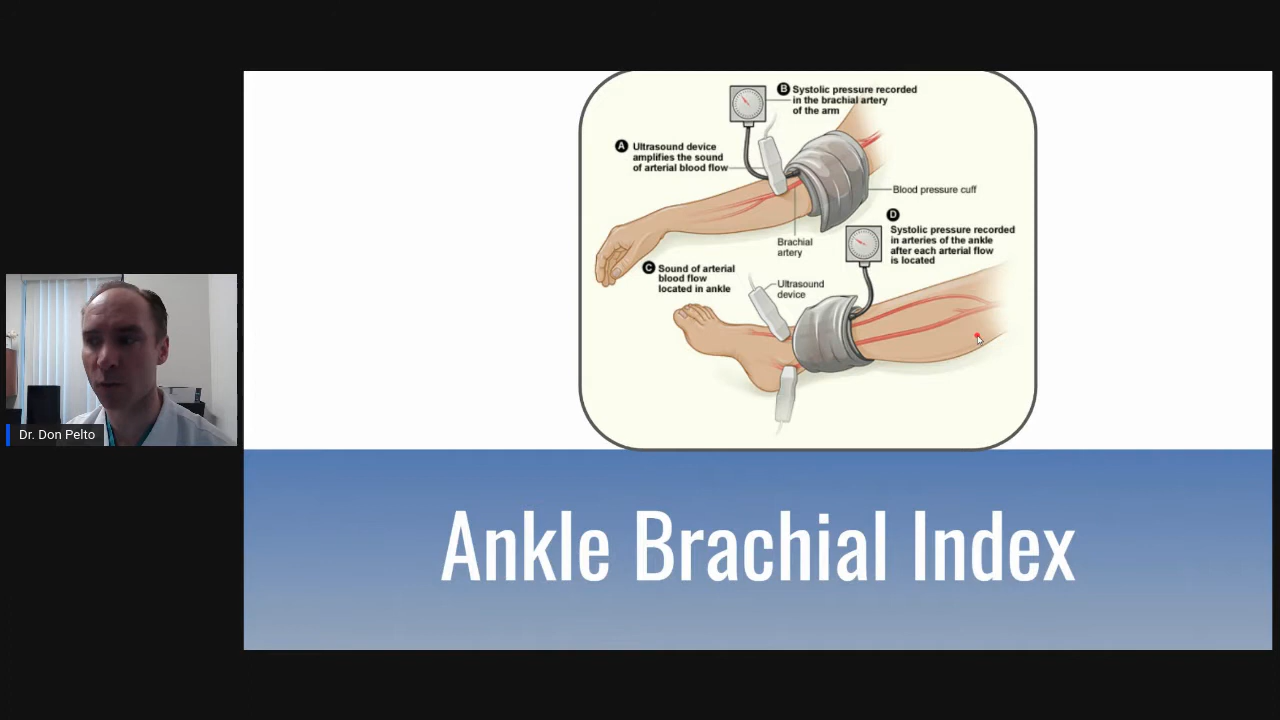 B Systolic pressure recorded
in the brachial artery
of the arm
A Ultrasound device
amplifies the sound
of arterial blood flow
Blood pressure cuff
Brachial
artery
D
Systolic pressure recorded
in arteries of the ankle
after each arterial flow
is located
C Sound of arterial
blood flow
located in ankle
Ultrasound
device
Dr. Don Pelto
Ankle Brachial Index